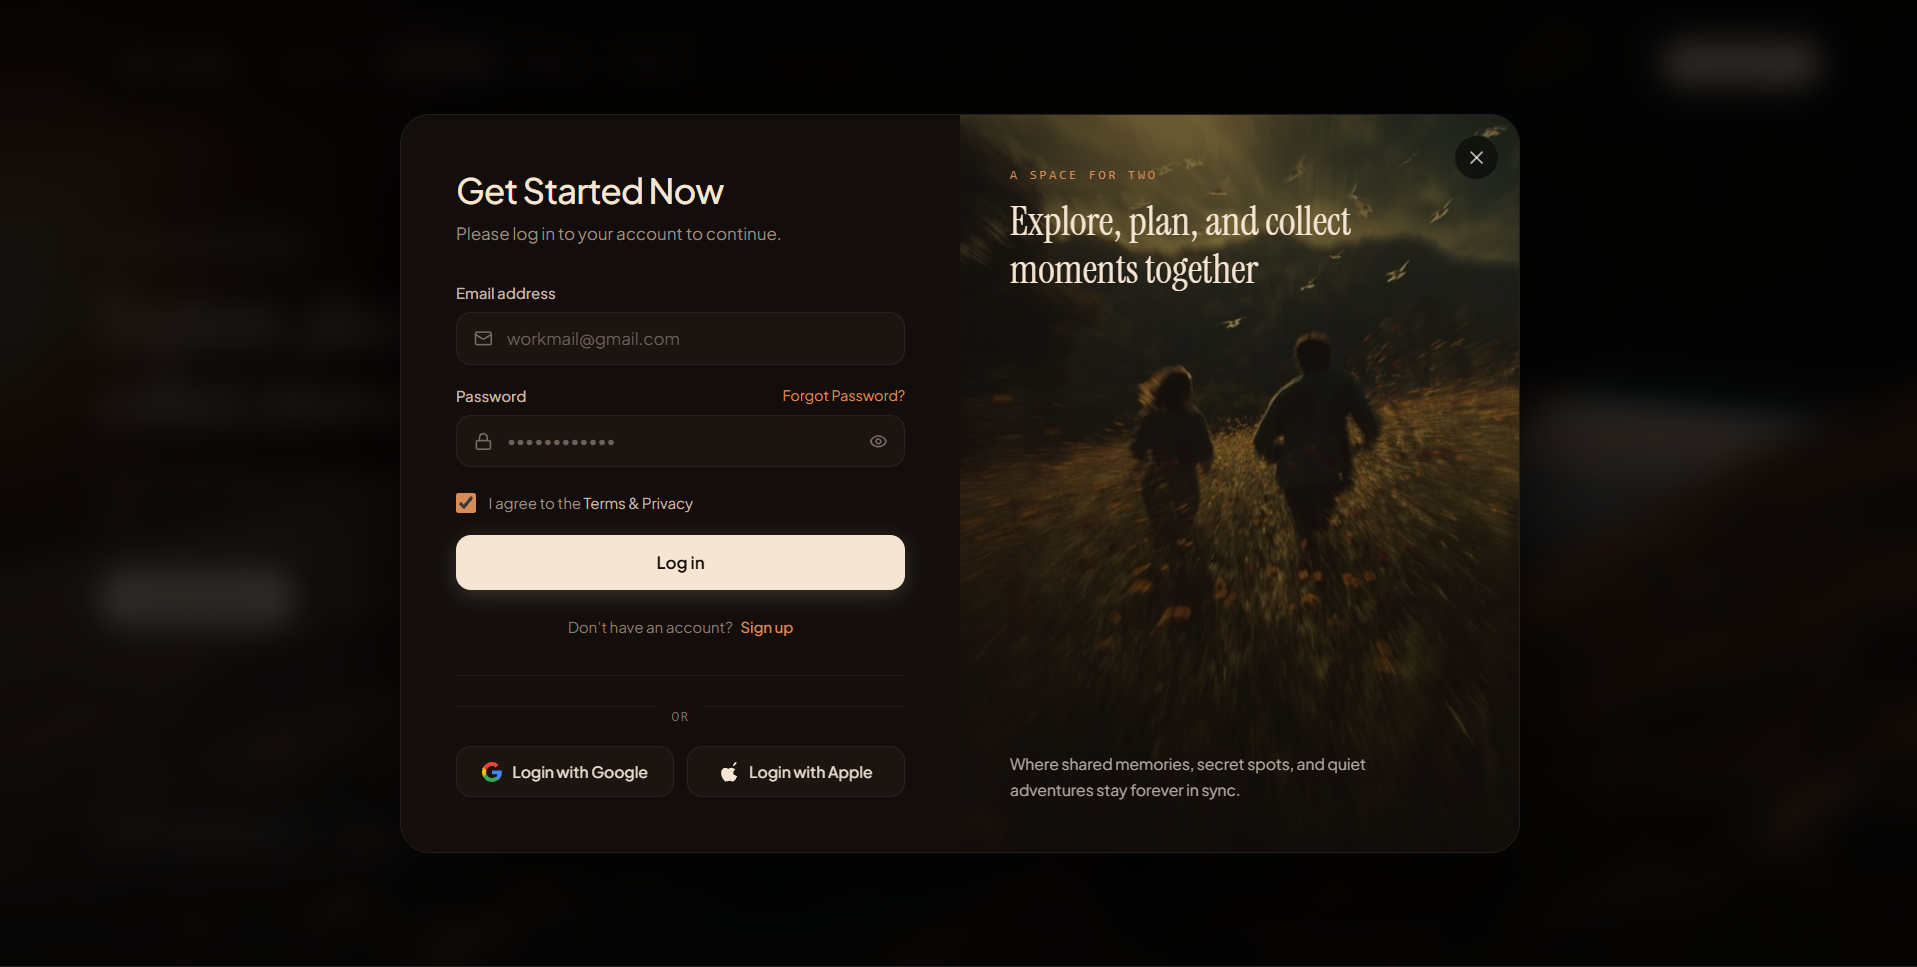 Get Started Now
Please log in to your account to continue.
Email address
workmail@gmail.com
Password
Forgot Password?
I agree to the Terms & Privacy
Log in
Don't have an account? Sign up
OR
Login with Google
Login with Apple
A SPACE FOR TWO
Explore, plan, and collect
moments together
Where shared memories, secret spots, and quiet
adventures stay forever in sync.